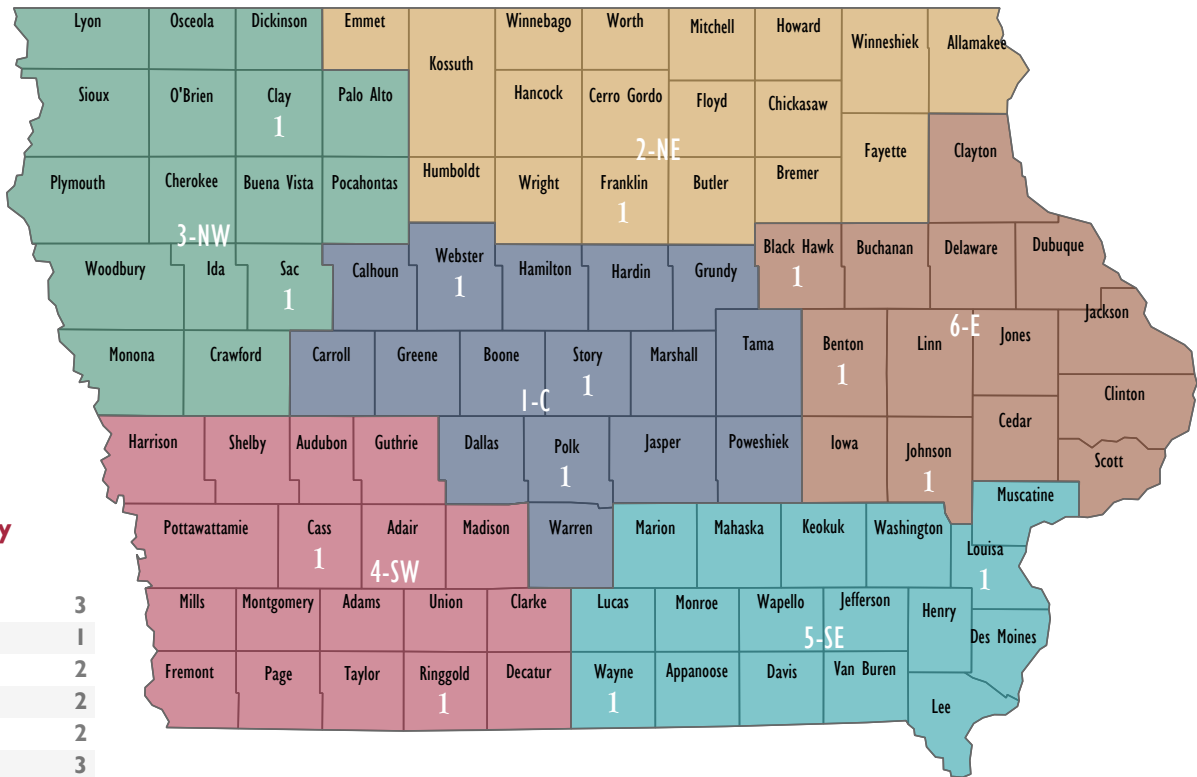 Lyon Osceola Dickinson Emmet Winnebago Worth Mitchell Howard
Winneshiek Allamakee
Kossuth
Sioux O'Brien Clay Palo Alto Hancock Cerro Gordo Floyd Chickasaw
1
2-NE
Fayette Clayton
Plymouth Cherokee Buena Vista Pocahontas Humboldt Wright Franklin Butler Bremer
1
3-NW
Woodbury Ida Sac Calhoun Webster Hamilton Hardin Grundy Black Hawk Buchanan Delaware Dubuque
1 1 1
Jackson
6-E
Monona Crawford Carroll Greene Boone Story Marshall Tama Benton Linn Jones
1 1
1-C
Clinton
Cedar
Harrison Shelby Audubon Guthrie Dallas Polk Jasper Poweshiek Iowa Johnson Scott
1 1
Muscatine
Pottawattamie Cass Adair Madison Warren Marion Mahaska Keokuk Washington
y
1
4-SW
Louisa
1
Mills Montgomery Adams Union Clarke Lucas Monroe Wapello Jefferson Henry
5-SE
Des Moines
Fremont Page Taylor Ringgold Decatur Wayne Appanoose Davis Van Buren
1 1
Lee
3
1
2
2
2
3